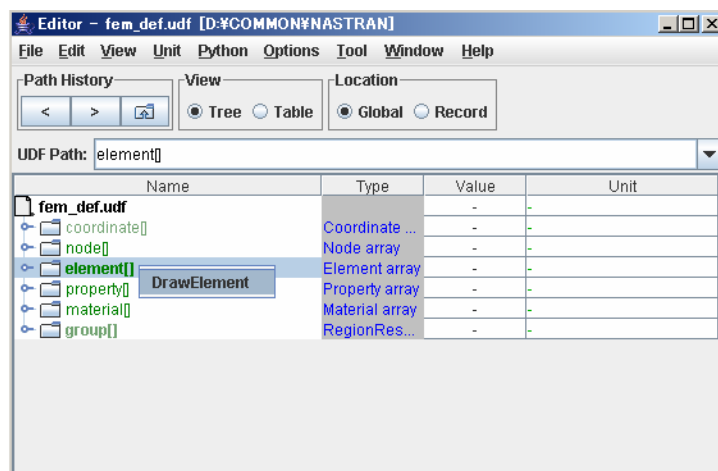 Editor - fem_def.udf [D:¥COMMON¥NASTRAN]
File Edit View Unit Python Options Tool Window Help
Path History View Location
< > Tree Table Global Record
UDF Path: element[]
Name Type Value Unit
fem_def.udf -
coordinate[] Coordinate ... - -
node[] Node array - -
element[] Element array - -
DrawElement
property[] Property array - -
material[] Material array - -
group[] RegionRes... - -